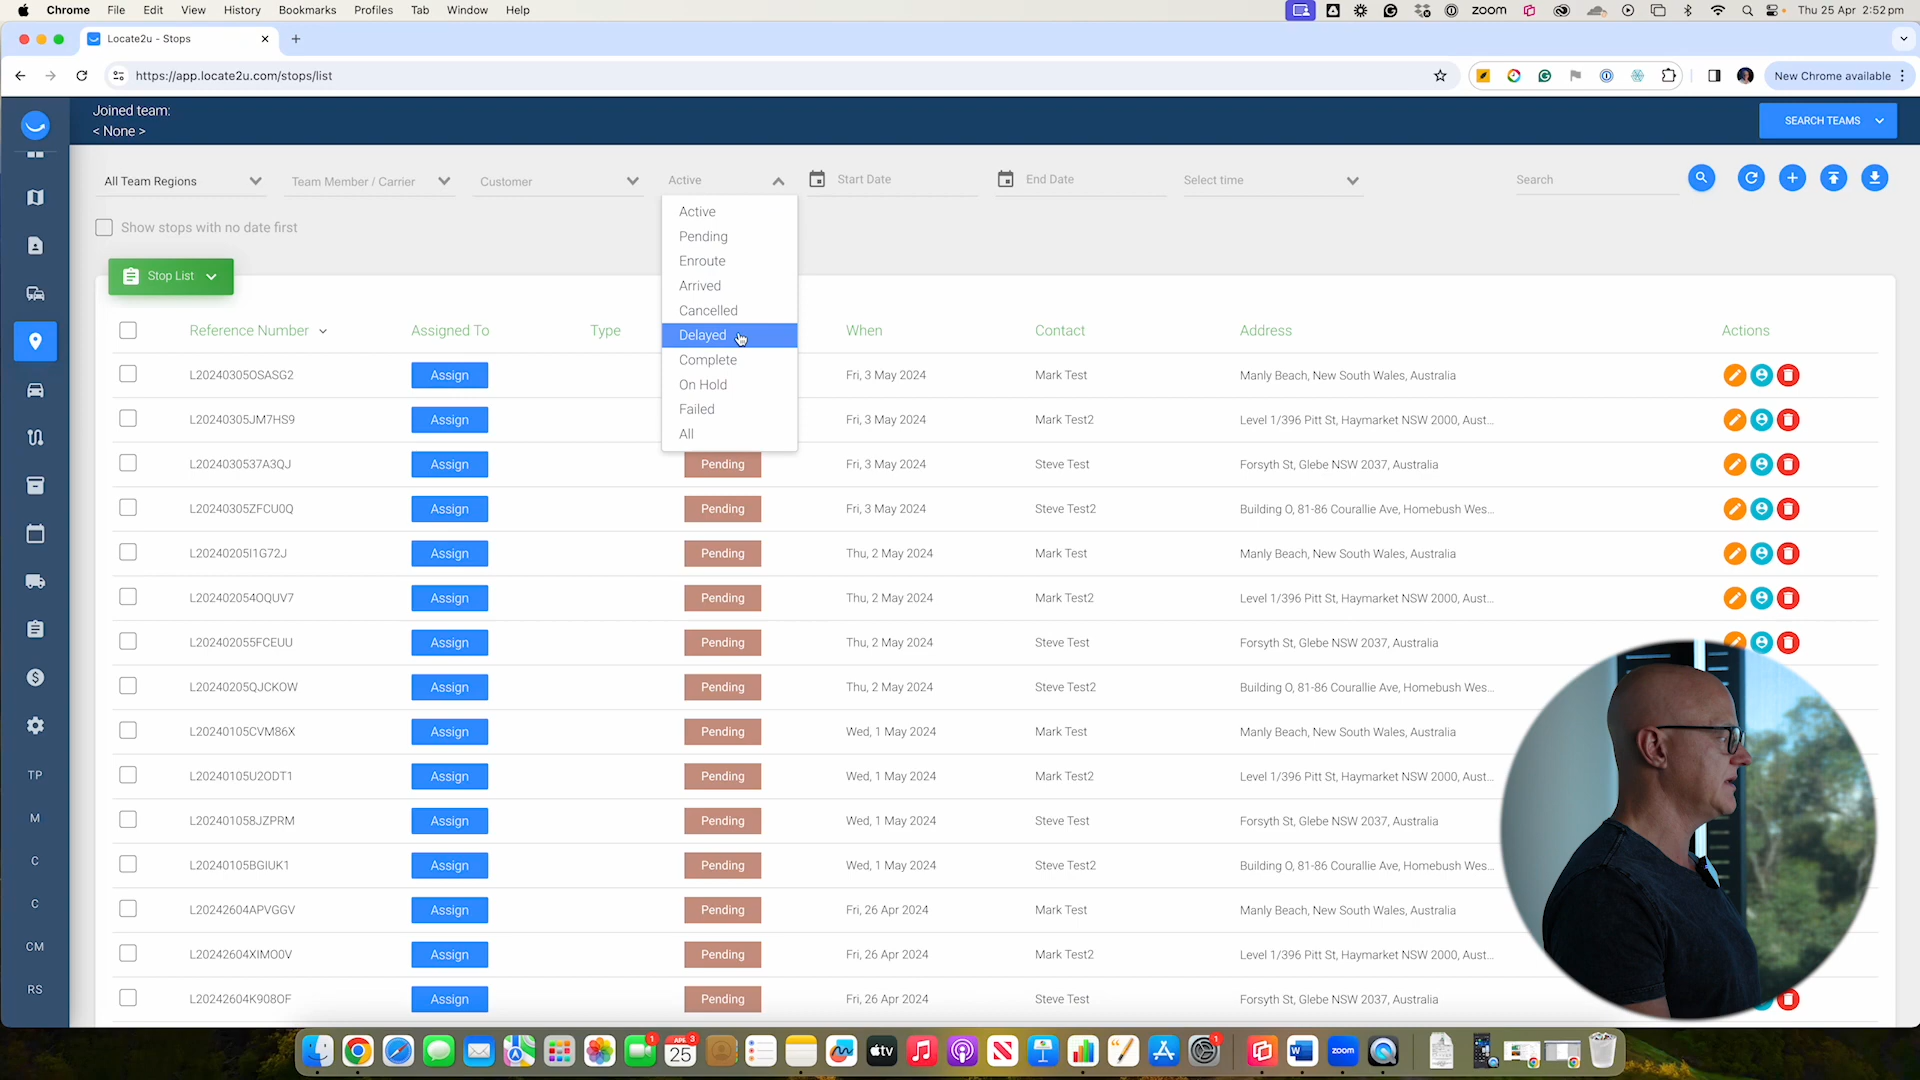 Chrome File Edit View History Bookmarks Profiles Tab Window Help zoom Thu 25 Apr 2:52 pm
Locate2u - Stops
https://app.locate2u.com/stops/list New Chrome available
Joined team:
< None >
SEARCH TEAMS
All Team Regions Team Member / Carrier Customer Active Start Date End Date Select time Search
Show stops with no date first
Active
Pending
Enroute
Arrived
Cancelled
Delayed
Complete
On Hold
Failed
All
Stop List
Reference Number Assigned To Type When Contact Address Actions
L20240305OSASG2 Assign Fri, 3 May 2024 Mark Test Manly Beach, New South Wales, Australia
L20240305JM7HS9 Assign Fri, 3 May 2024 Mark Test2 Level 1/396 Pitt St, Haymarket NSW 2000, Aust...
L2024030537A3QJ Assign Pending Fri, 3 May 2024 Steve Test Forsyth St, Glebe NSW 2037, Australia
L20240305ZFCU0Q Assign Pending Fri, 3 May 2024 Steve Test2 Building O, 81-86 Courallie Ave, Homebush Wes...
L20240205I1G72J Assign Pending Thu, 2 May 2024 Mark Test Manly Beach, New South Wales, Australia
L202402054OQUV7 Assign Pending Thu, 2 May 2024 Mark Test2 Level 1/396 Pitt St, Haymarket NSW 2000, Aust...
L202402055FCEUU Assign Pending Thu, 2 May 2024 Steve Test Forsyth St, Glebe NSW 2037, Australia
L20240205QJCKOW Assign Pending Thu, 2 May 2024 Steve Test2 Building O, 81-86 Courallie Ave, Homebush Wes...
L20240105CVM86X Assign Pending Wed, 1 May 2024 Mark Test Manly Beach, New South Wales, Australia
L20240105U2ODT1 Assign Pending Wed, 1 May 2024 Mark Test2 Level 1/396 Pitt St, Haymarket NSW 2000, Aust...
L202401058JZPRM Assign Pending Wed, 1 May 2024 Steve Test Forsyth St, Glebe NSW 2037, Australia
L20240105BGIUK1 Assign Pending Wed, 1 May 2024 Steve Test2 Building O, 81-86 Courallie Ave, Homebush Wes...
L20242604APVGGV Assign Pending Fri, 26 Apr 2024 Mark Test Manly Beach, New South Wales, Australia
L20242604XIMO0V Assign Pending Fri, 26 Apr 2024 Mark Test2 Level 1/396 Pitt St, Haymarket NSW 2000, Aust...
L20242604K908OF Assign Pending Fri, 26 Apr 2024 Steve Test Forsyth St, Glebe NSW 2037, Australia
TP
M
C
C
CM
RS
1 APR 3 25 tv 1 W zoom